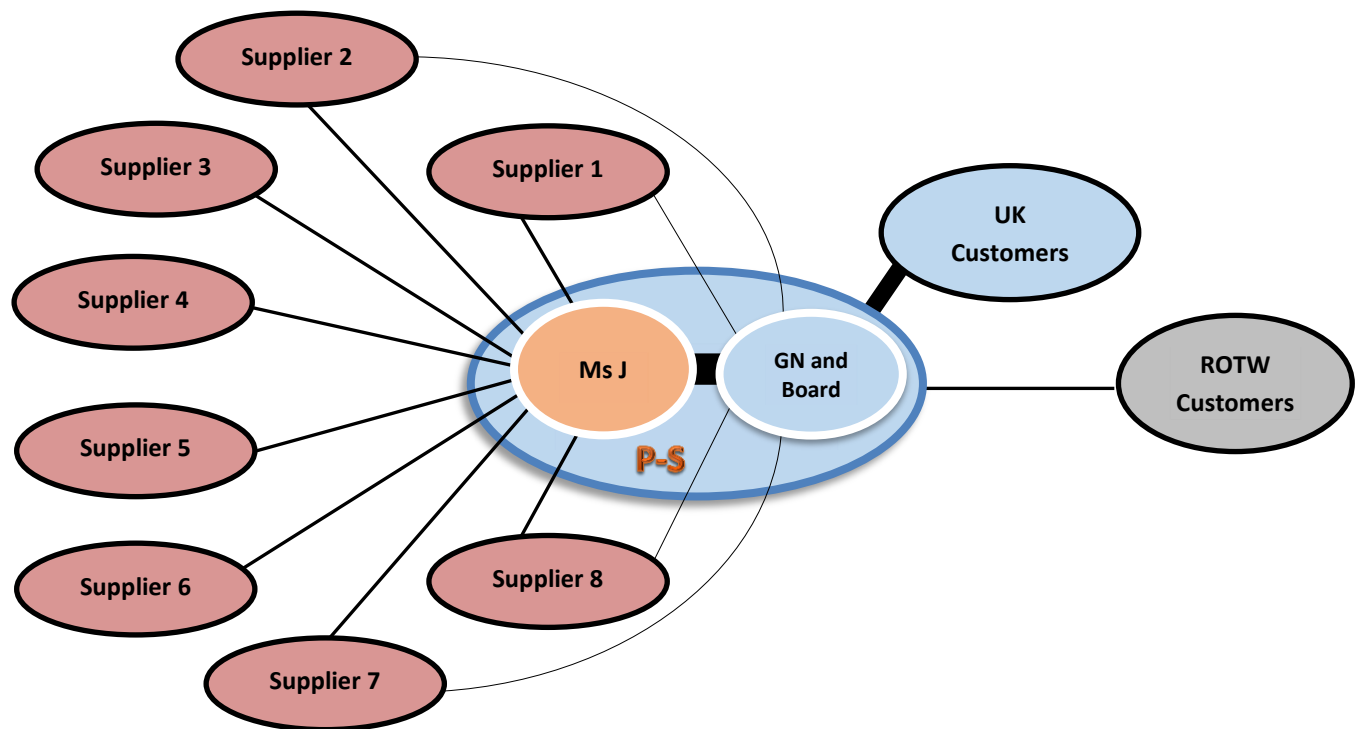 Supplier 2
Supplier 3
Supplier 1
UK
Customers
Supplier 4
Ms J
GN and
Board
ROTW
Customers
Supplier 5
P-S
Supplier 6
Supplier 8
Supplier 7